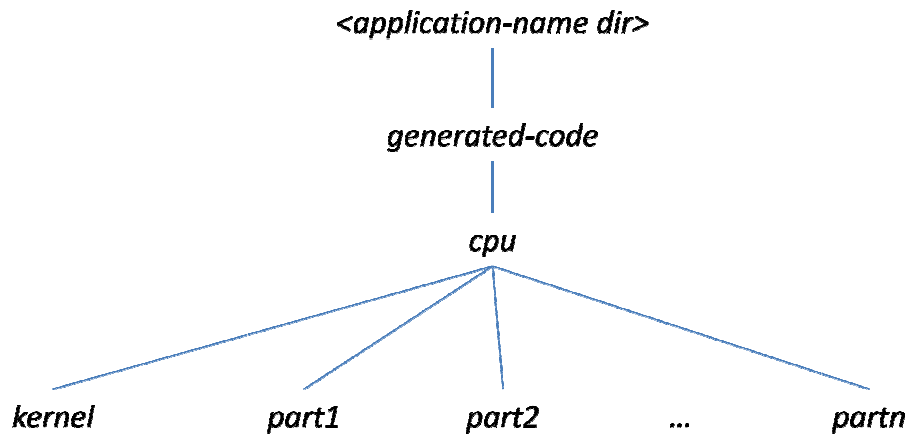 <application-name dir>
generated-code
cpu
kernel part1 part2 ... partn